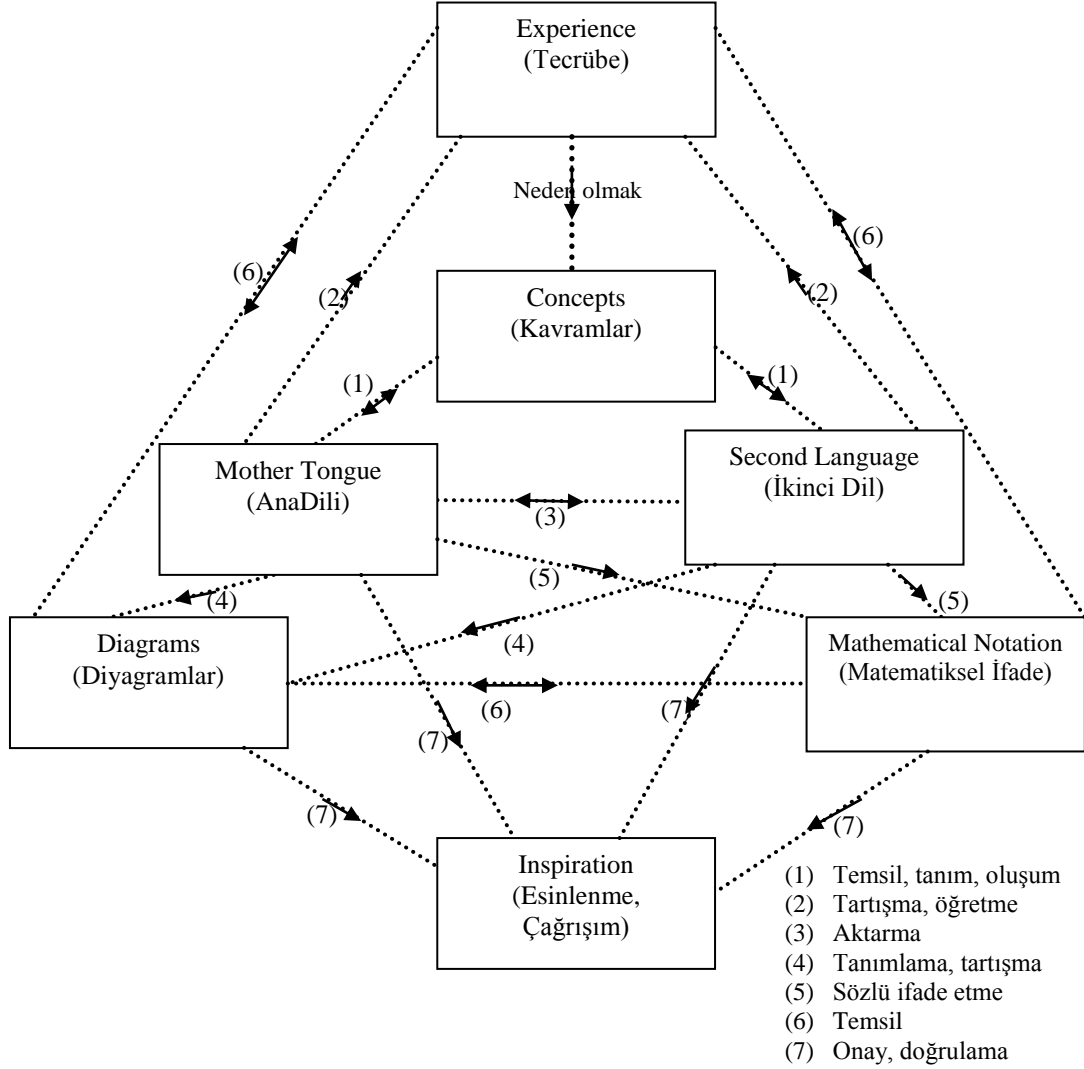 Experience
(Tecrübe)
Neden olmak
(6)
(6)
(2)
(2)
Concepts
(Kavramlar)
(1)
(1)
Mother Tongue
(AnaDili)
Second Language
(İkinci Dil)
(3)
(5)
(4)
(5)
Diagrams
(Diyagramlar)
(4)
Mathematical Notation
(Matematiksel İfade)
(6)
(7)
(7)
(7)
(7)
Inspiration
(Esinlenme,
Çağrışım)
(1) Temsil, tanım, oluşum
(2) Tartışma, öğretme
(3) Aktarma
(4) Tanımlama, tartışma
(5) Sözlü ifade etme
(6) Temsil
(7) Onay, doğrulama